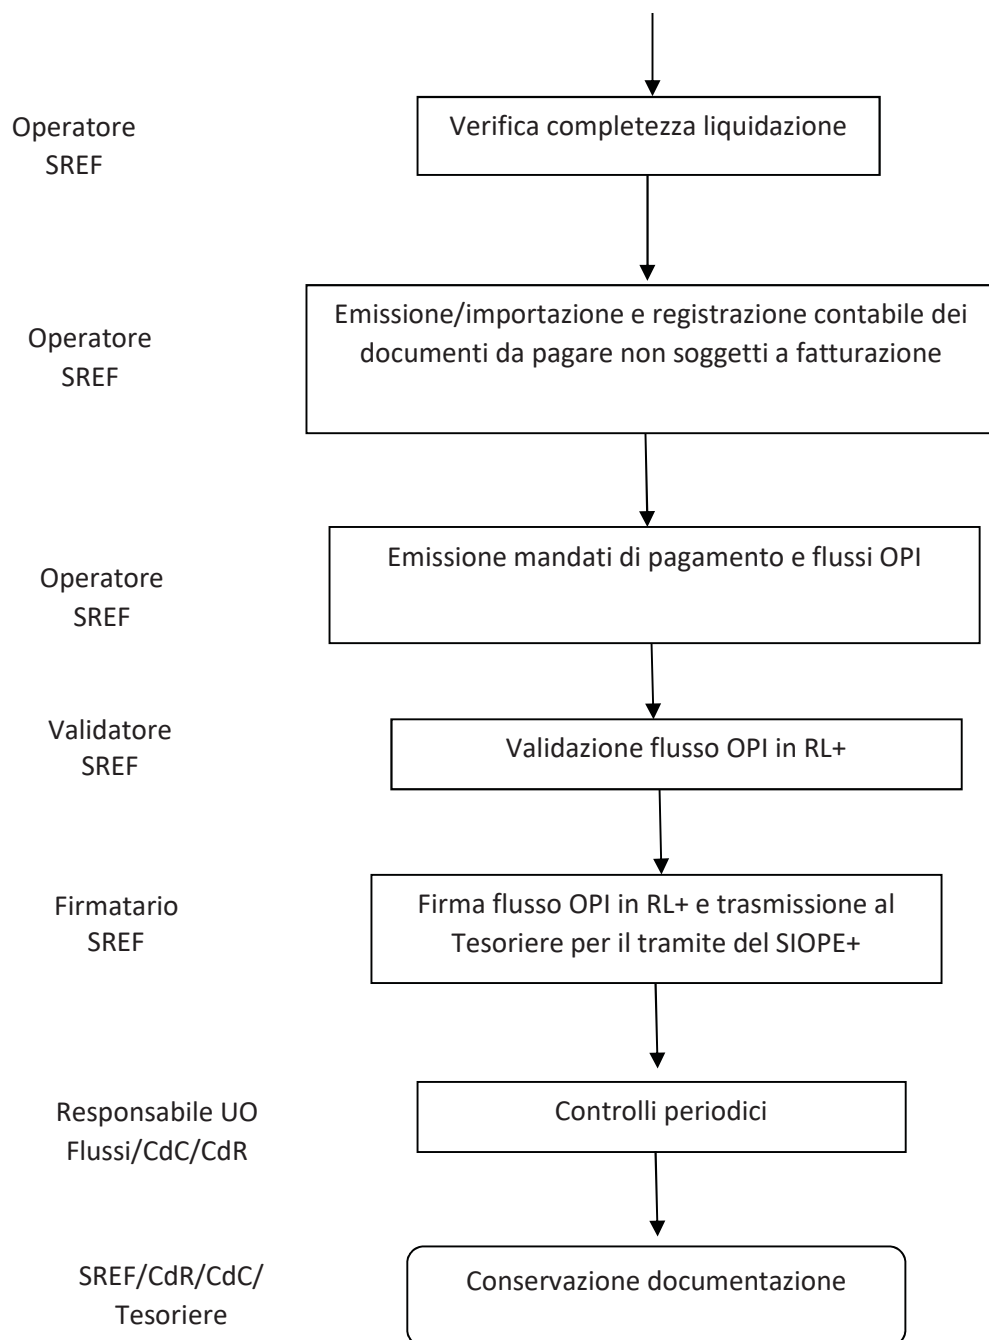 Operatore
SREF
Verifica completezza liquidazione
Operatore
SREF
Emissione/importazione e registrazione contabile dei
documenti da pagare non soggetti a fatturazione
Operatore
SREF
Emissione mandati di pagamento e flussi OPI
Validatore
SREF
Validazione flusso OPI in RL+
Firmatario
SREF
Firma flusso OPI in RL+ e trasmissione al
Tesoriere per il tramite del SIOPE+
Responsabile UO
Flussi/CdC/CdR
Controlli periodici
SREF/CdR/CdC/
Tesoriere
Conservazione documentazione